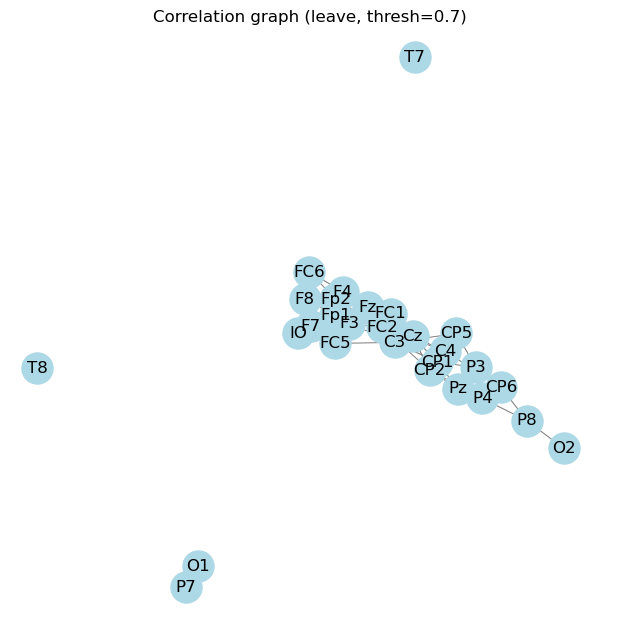 Correlation graph (leave, thresh=0.7)
T7
FC6
F4
F8
Fp2
Fz
FC1
Fp1
F3
F7
IO
FC2
Cz
CP5
FC5
C3
C4
CP1
CP2
P3
T8
Pz
CP6
P4
P8
O2
O1
P7